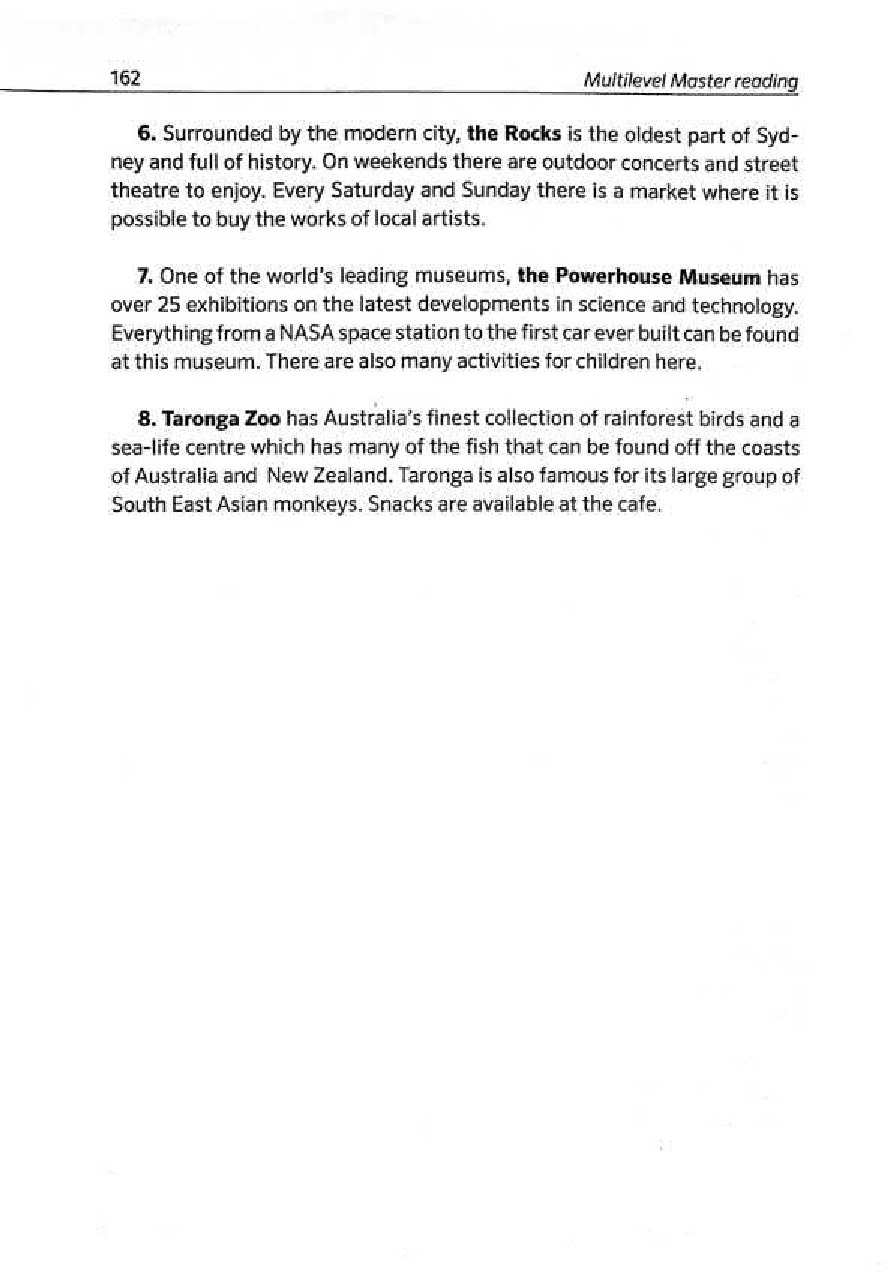 162
Multilevel Master reading
6. Surrounded by the modern city, the Rocks is the oldest part of Syd-
ney and full of history. On weekends there are outdoor concerts and street
theatre to enjoy. Every Saturday and Sunday there is a market where it is
possible to buy the works of local artists.
7. One of the world's leading museums, the Powerhouse Museum has
over 25 exhibitions on the latest developments in science and technology.
Everything from a NASA space station to the first car ever built can be found
at this museum. There are also many activities for children here.
8. Taronga Zoo has Australia's finest collection of rainforest birds and a
sea-life centre which has many of the fish that can be found off the coasts
of Australia and New Zealand. Taronga is also famous for its large group of
South East Asian monkeys. Snacks are available at the cafe.